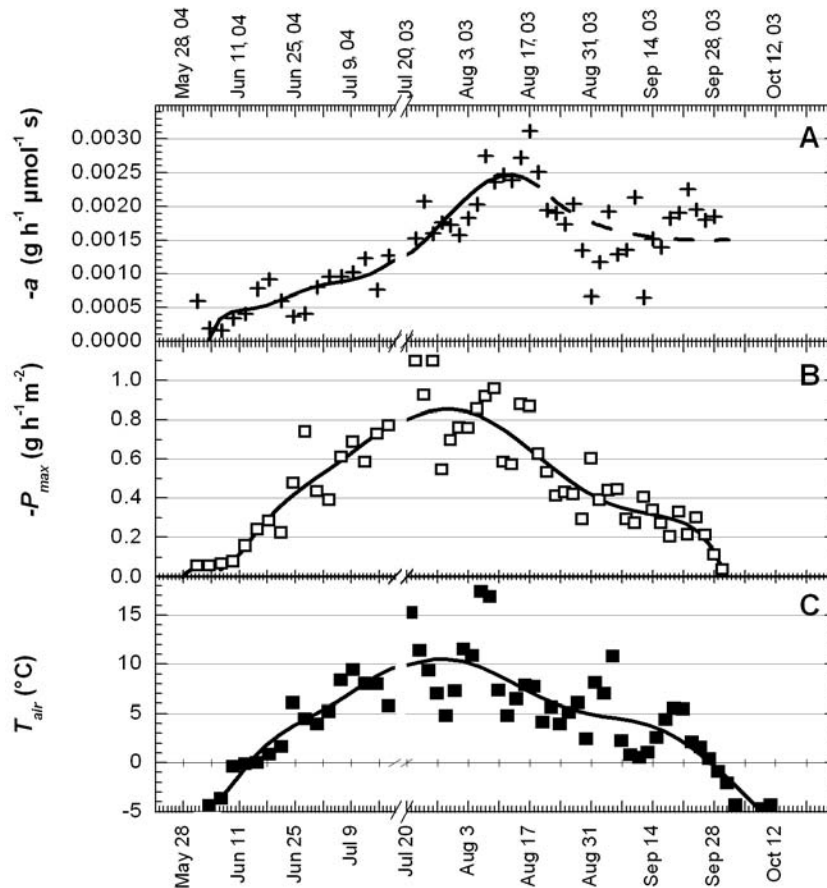 May 28, 04
Jun 11, 04
Jun 25, 04
Jul 9, 04
Jul 20, 03
Aug 3, 03
Aug 17, 03
Aug 31, 03
Sep 14, 03
Sep 28, 03
Oct 12, 03
A
-a (g h⁻¹ µmol⁻¹ s)
0.0030
0.0025
0.0020
0.0015
0.0010
0.0005
0.0000
B
-Pmax (g h⁻¹m⁻²)
1.0
0.8
0.6
0.4
0.2
0.0
C
Tair (°C)
15
10
5
0
-5
May 28
Jun 11
Jun 25
Jul 9
Jul 20
Aug 3
Aug 17
Aug 31
Sep 14
Sep 28
Oct 12